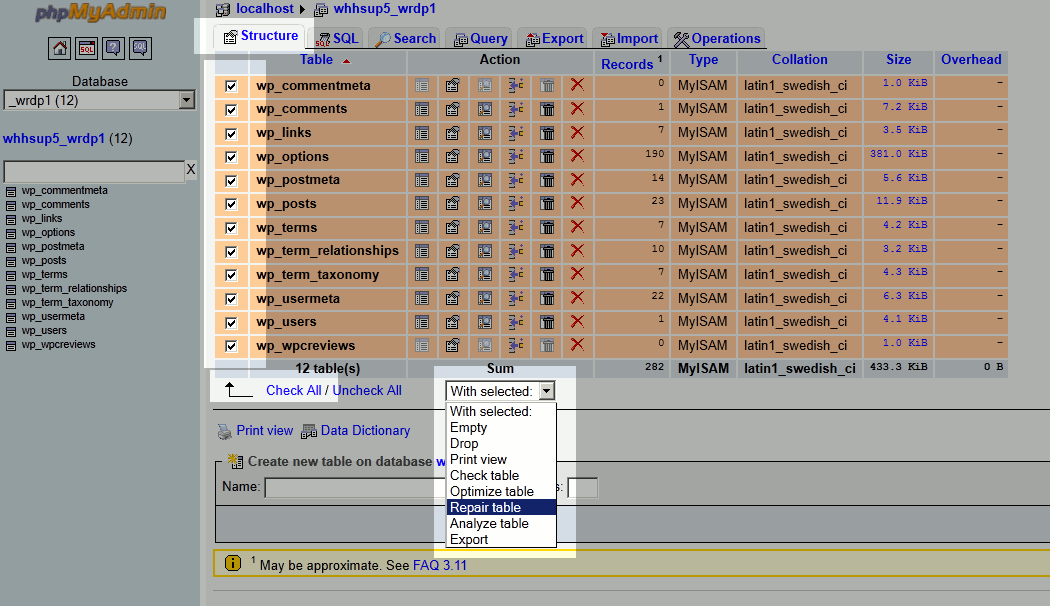 phpMyAdmin
SQL ? SQL
Database
_wrdp1 (12)
whhsup5_wrdp1 (12)
X
wp_commentmeta
wp_comments
wp_links
wp_options
wp_postmeta
wp_posts
wp_terms
wp_term_relationships
wp_term_taxonomy
wp_usermeta
wp_users
wp_wpcreviews
localhost whhsup5_wrdp1
Structure SQL Search Query Export Import Operations
Table Action Records 1 Type Collation Size Overhead
wp_commentmeta 0 MyISAM latin1_swedish_ci 1.0 KiB -
wp_comments 1 MyISAM latin1_swedish_ci 7.2 KiB -
wp_links 7 MyISAM latin1_swedish_ci 3.5 KiB -
wp_options 190 MyISAM latin1_swedish_ci 381.0 KiB -
wp_postmeta 14 MyISAM latin1_swedish_ci 5.6 KiB -
wp_posts 23 MyISAM latin1_swedish_ci 11.9 KiB -
wp_terms 7 MyISAM latin1_swedish_ci 4.2 KiB -
wp_term_relationships 10 MyISAM latin1_swedish_ci 3.2 KiB -
wp_term_taxonomy 7 MyISAM latin1_swedish_ci 4.3 KiB -
wp_usermeta 22 MyISAM latin1_swedish_ci 6.3 KiB -
wp_users 1 MyISAM latin1_swedish_ci 4.1 KiB -
wp_wpcreviews 0 MyISAM latin1_swedish_ci 1.0 KiB -
12 table(s) Sum 282 MyISAM latin1_swedish_ci 433.3 KiB 0 B
Check All / Uncheck All With selected:
With selected:
Empty
Drop
Print view
Check table
Optimize table
Repair table
Analyze table
Export
Print view Data Dictionary
Create new table on database w
Name: s:
1 May be approximate. See FAQ 3.11